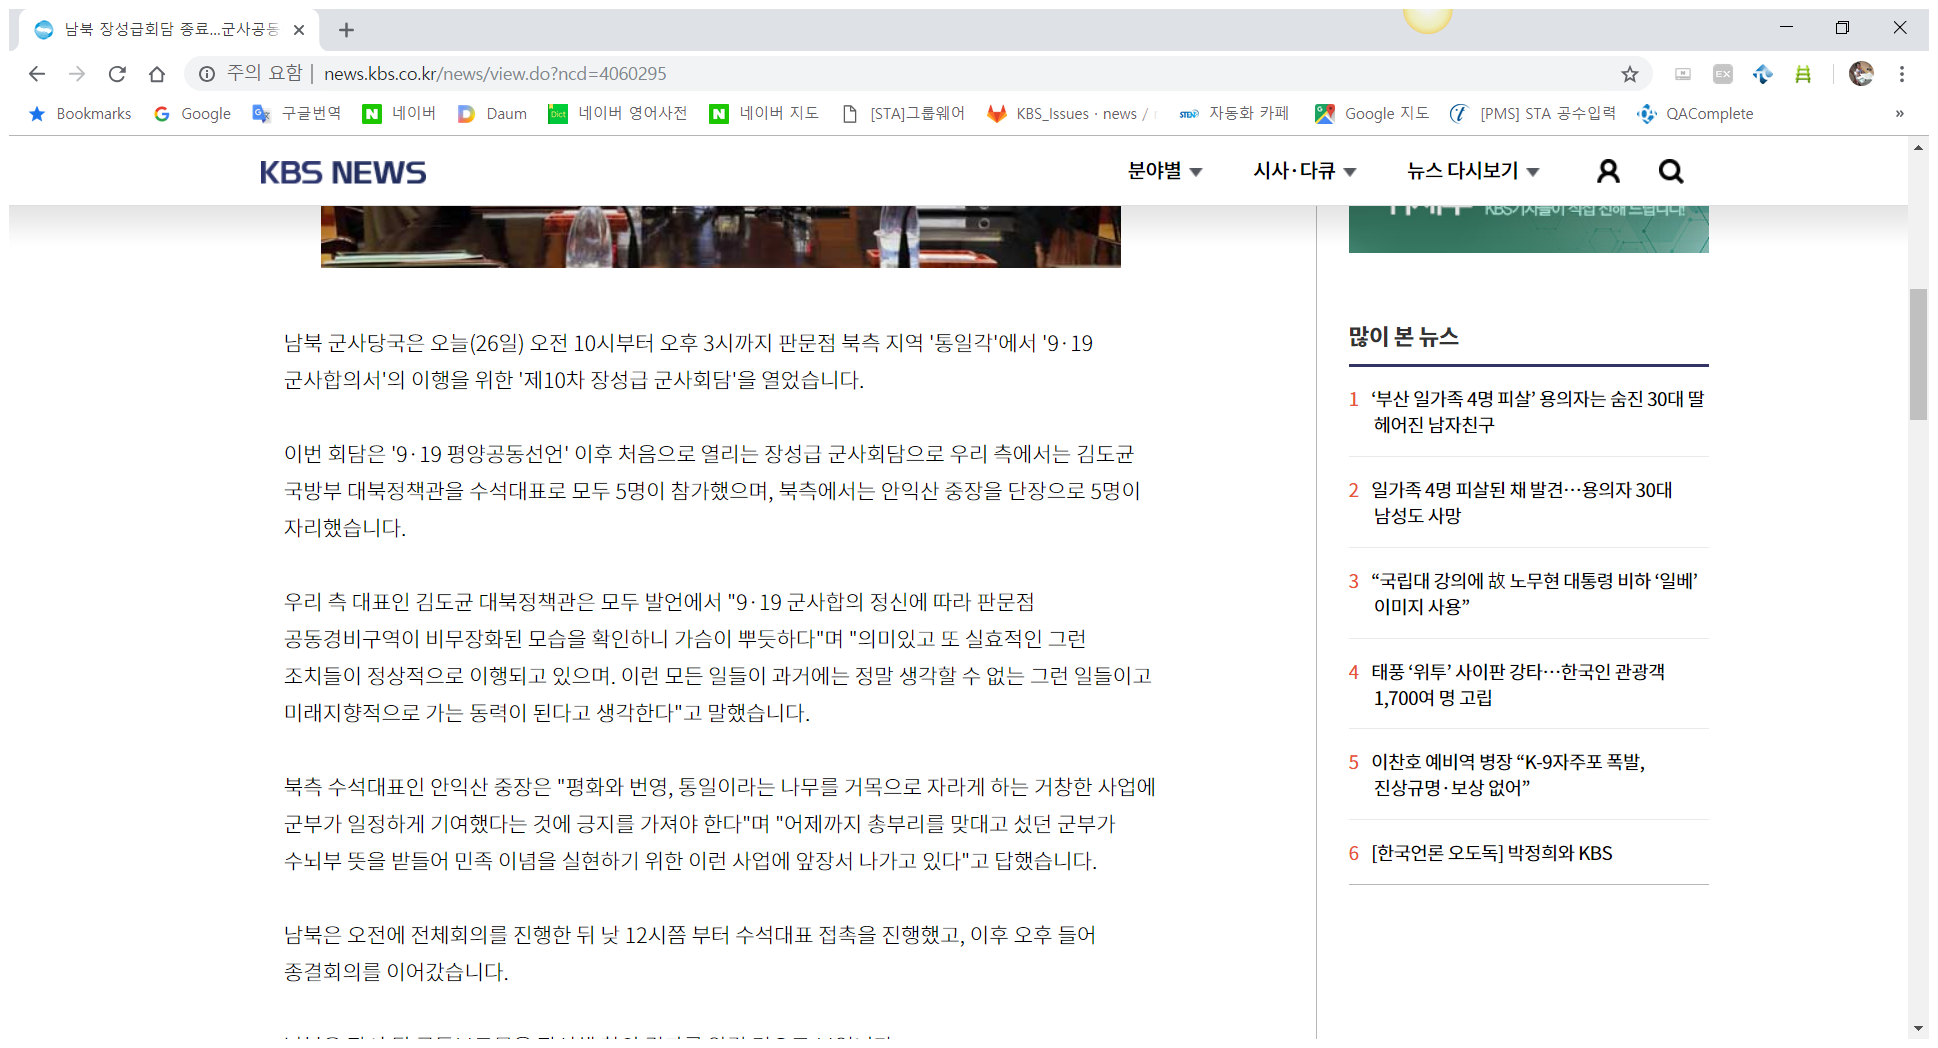 남북 장성급회담 종료...군사공동
주의 요함 | news.kbs.co.kr/news/view.do?ncd=4060295
EX
Bookmarks Google 구글번역 네이버 Daum 네이버 영어사전 네이버 지도 [STA]그룹웨어 KBS_Issues · news / 자동화 카페 Google 지도 [PMS] STA 공수입력 QAComplete »
KBS NEWS 분야별 시사·다큐 뉴스 다시보기
KBS기자들이 직접 전해 드립니다!
남북 군사당국은 오늘(26일) 오전 10시부터 오후 3시까지 판문점 북측 지역 '통일각'에서 '9·19
군사합의서'의 이행을 위한 '제10차 장성급 군사회담'을 열었습니다.
이번 회담은 '9·19 평양공동선언' 이후 처음으로 열리는 장성급 군사회담으로 우리 측에서는 김도균
국방부 대북정책관을 수석대표로 모두 5명이 참가했으며, 북측에서는 안익산 중장을 단장으로 5명이
자리했습니다.
우리 측 대표인 김도균 대북정책관은 모두 발언에서 "9·19 군사합의 정신에 따라 판문점
공동경비구역이 비무장화된 모습을 확인하니 가슴이 뿌듯하다"며 "의미있고 또 실효적인 그런
조치들이 정상적으로 이행되고 있으며. 이런 모든 일들이 과거에는 정말 생각할 수 없는 그런 일들이고
미래지향적으로 가는 동력이 된다고 생각한다"고 말했습니다.
북측 수석대표인 안익산 중장은 "평화와 번영, 통일이라는 나무를 거목으로 자라게 하는 거창한 사업에
군부가 일정하게 기여했다는 것에 긍지를 가져야 한다"며 "어제까지 총부리를 맞대고 섰던 군부가
수뇌부 뜻을 받들어 민족 이념을 실현하기 위한 이런 사업에 앞장서 나가고 있다"고 답했습니다.
남북은 오전에 전체회의를 진행한 뒤 낮 12시쯤 부터 수석대표 접촉을 진행했고, 이후 오후 들어
종결회의를 이어갔습니다.
많이 본 뉴스
1 ‘부산 일가족 4명 피살’ 용의자는 숨진 30대 딸
헤어진 남자친구
2 일가족 4명 피살된 채 발견…용의자 30대
남성도 사망
3 “국립대 강의에 故 노무현 대통령 비하 ‘일베’
이미지 사용”
4 태풍 ‘위투’ 사이판 강타…한국인 관광객
1,700여 명 고립
5 이찬호 예비역 병장 “K-9자주포 폭발,
진상규명·보상 없어”
6 [한국언론 오도독] 박정희와 KBS